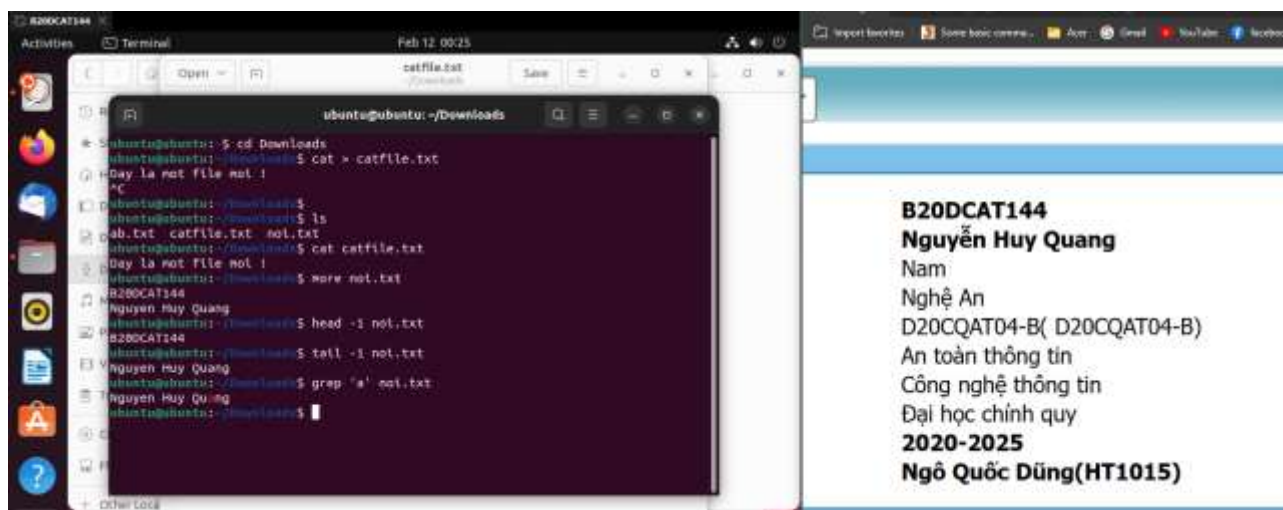 B20DCAT144
Activities
Terminal
Feb 12 00:25
Open
catfile.txt
Save
ubuntu@ubuntu: ~/Downloads
ubuntu@ubuntu:~$ cd Downloads
ubuntu@ubuntu:~/Downloads$ cat > catfile.txt
Day la mot file moi !
^C
ubuntu@ubuntu:~/Downloads$
ubuntu@ubuntu:~/Downloads$ ls
ab.txt catfile.txt noi.txt
ubuntu@ubuntu:~/Downloads$ cat catfile.txt
Day la mot file moi !
ubuntu@ubuntu:~/Downloads$ more noi.txt
B20DCAT144
Nguyen Huy Quang
ubuntu@ubuntu:~/Downloads$ head -1 noi.txt
B20DCAT144
ubuntu@ubuntu:~/Downloads$ tail -1 noi.txt
Nguyen Huy Quang
ubuntu@ubuntu:~/Downloads$ grep 'a' noi.txt
Nguyen Huy Quang
ubuntu@ubuntu:~/Downloads$
+ Other Loca
Import favorites
Some basic comma...
Acer
Gmail
YouTube
facebook
B20DCAT144
Nguyễn Huy Quang
Nam
Nghệ An
D20CQAT04-B( D20CQAT04-B)
An toàn thông tin
Công nghệ thông tin
Đại học chính quy
2020-2025
Ngô Quốc Dũng(HT1015)